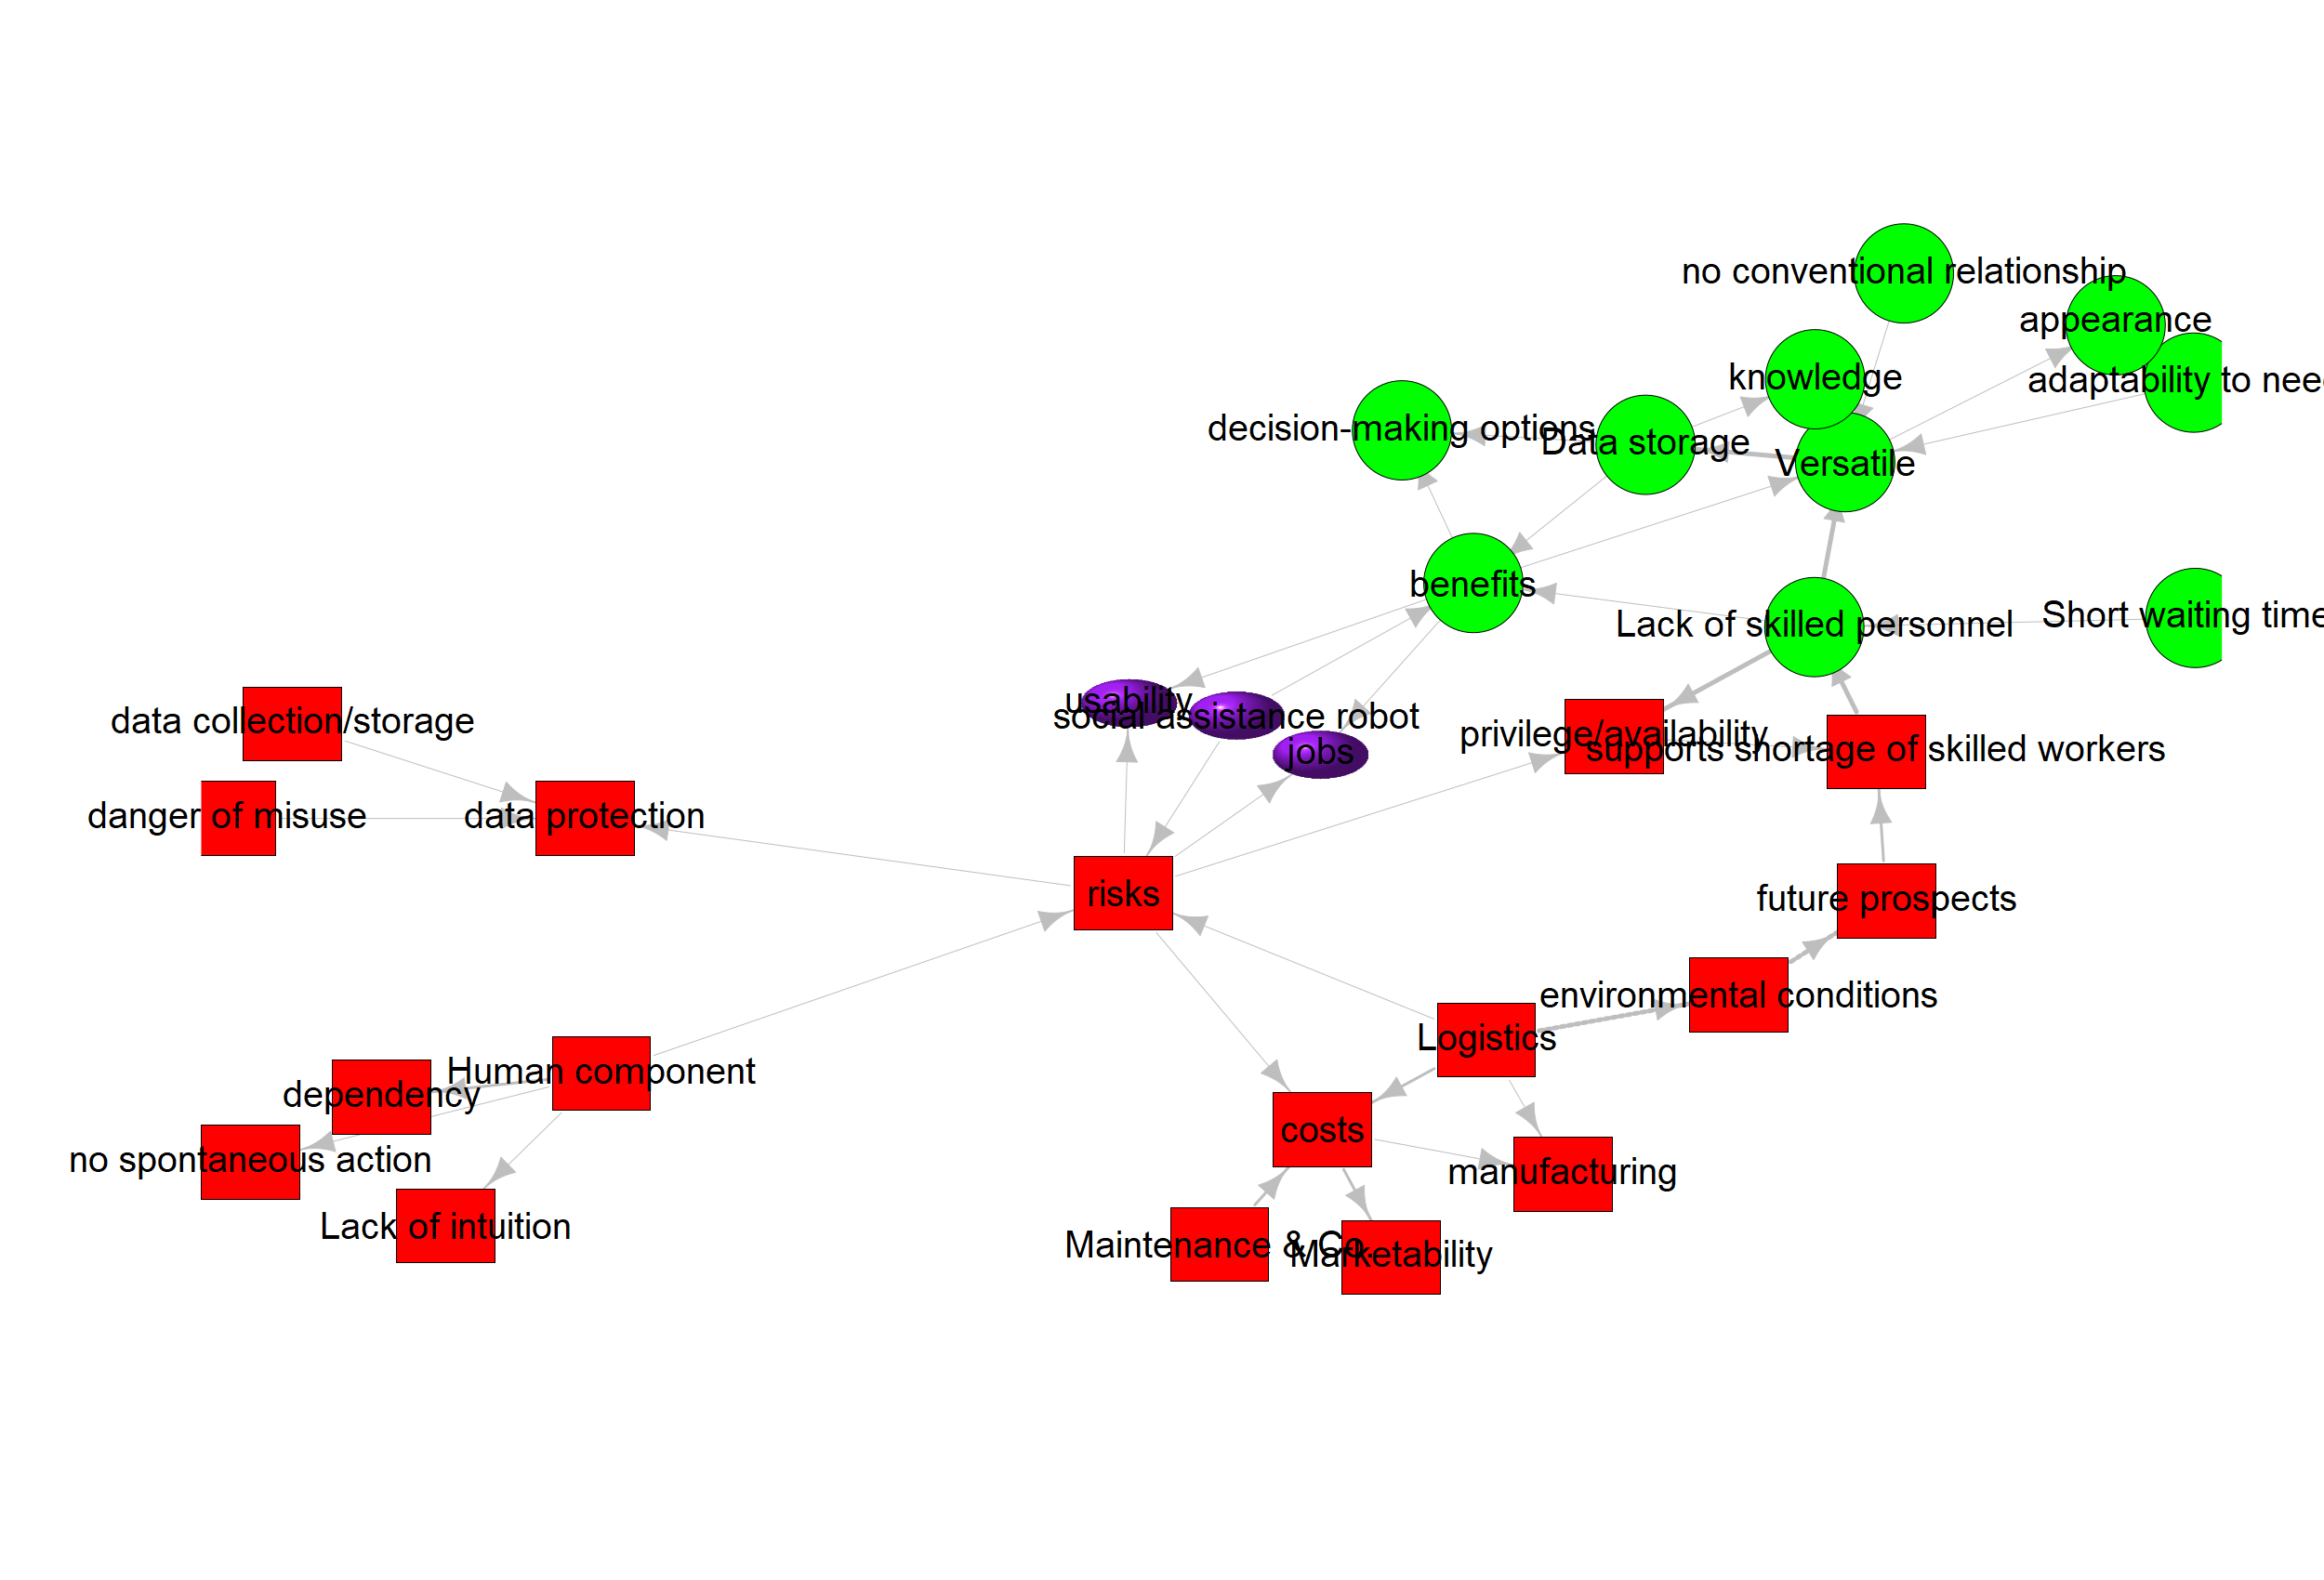 no conventional relationship
appearance
knowledge
adaptability to nee
decision-making options
Data storage
Versatile
benefits
Lack of skilled personnel
Short waiting time
usability
social assistance robot
jobs
privilege/availability
supports shortage of skilled workers
data collection/storage
danger of misuse
data protection
risks
future prospects
environmental conditions
Logistics
Human component
dependency
costs
no spontaneous action
manufacturing
Lack of intuition
Maintenance & Co.
Marketability